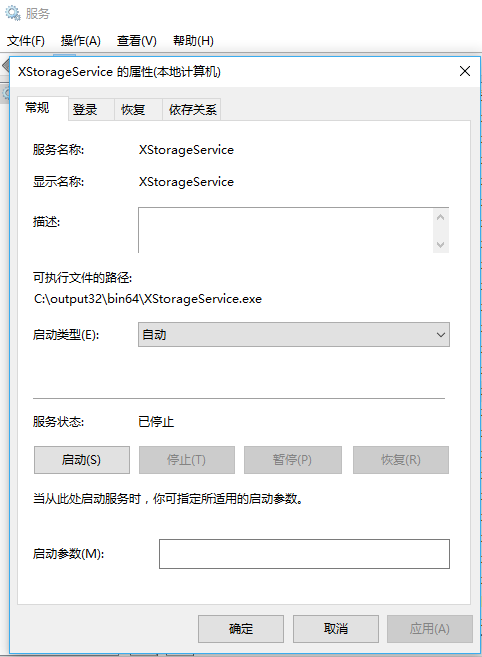 服务
文件(F) 操作(A) 查看(V) 帮助(H)
XStorageService 的属性(本地计算机)
常规 登录 恢复 依存关系
服务名称: XStorageService
显示名称: XStorageService
描述:
可执行文件的路径:
C:\output32\bin64\XStorageService.exe
启动类型(E): 自动
服务状态: 已停止
启动(S) 停止(T) 暂停(P) 恢复(R)
当从此处启动服务时，你可指定所适用的启动参数。
启动参数(M):
确定 取消 应用(A)